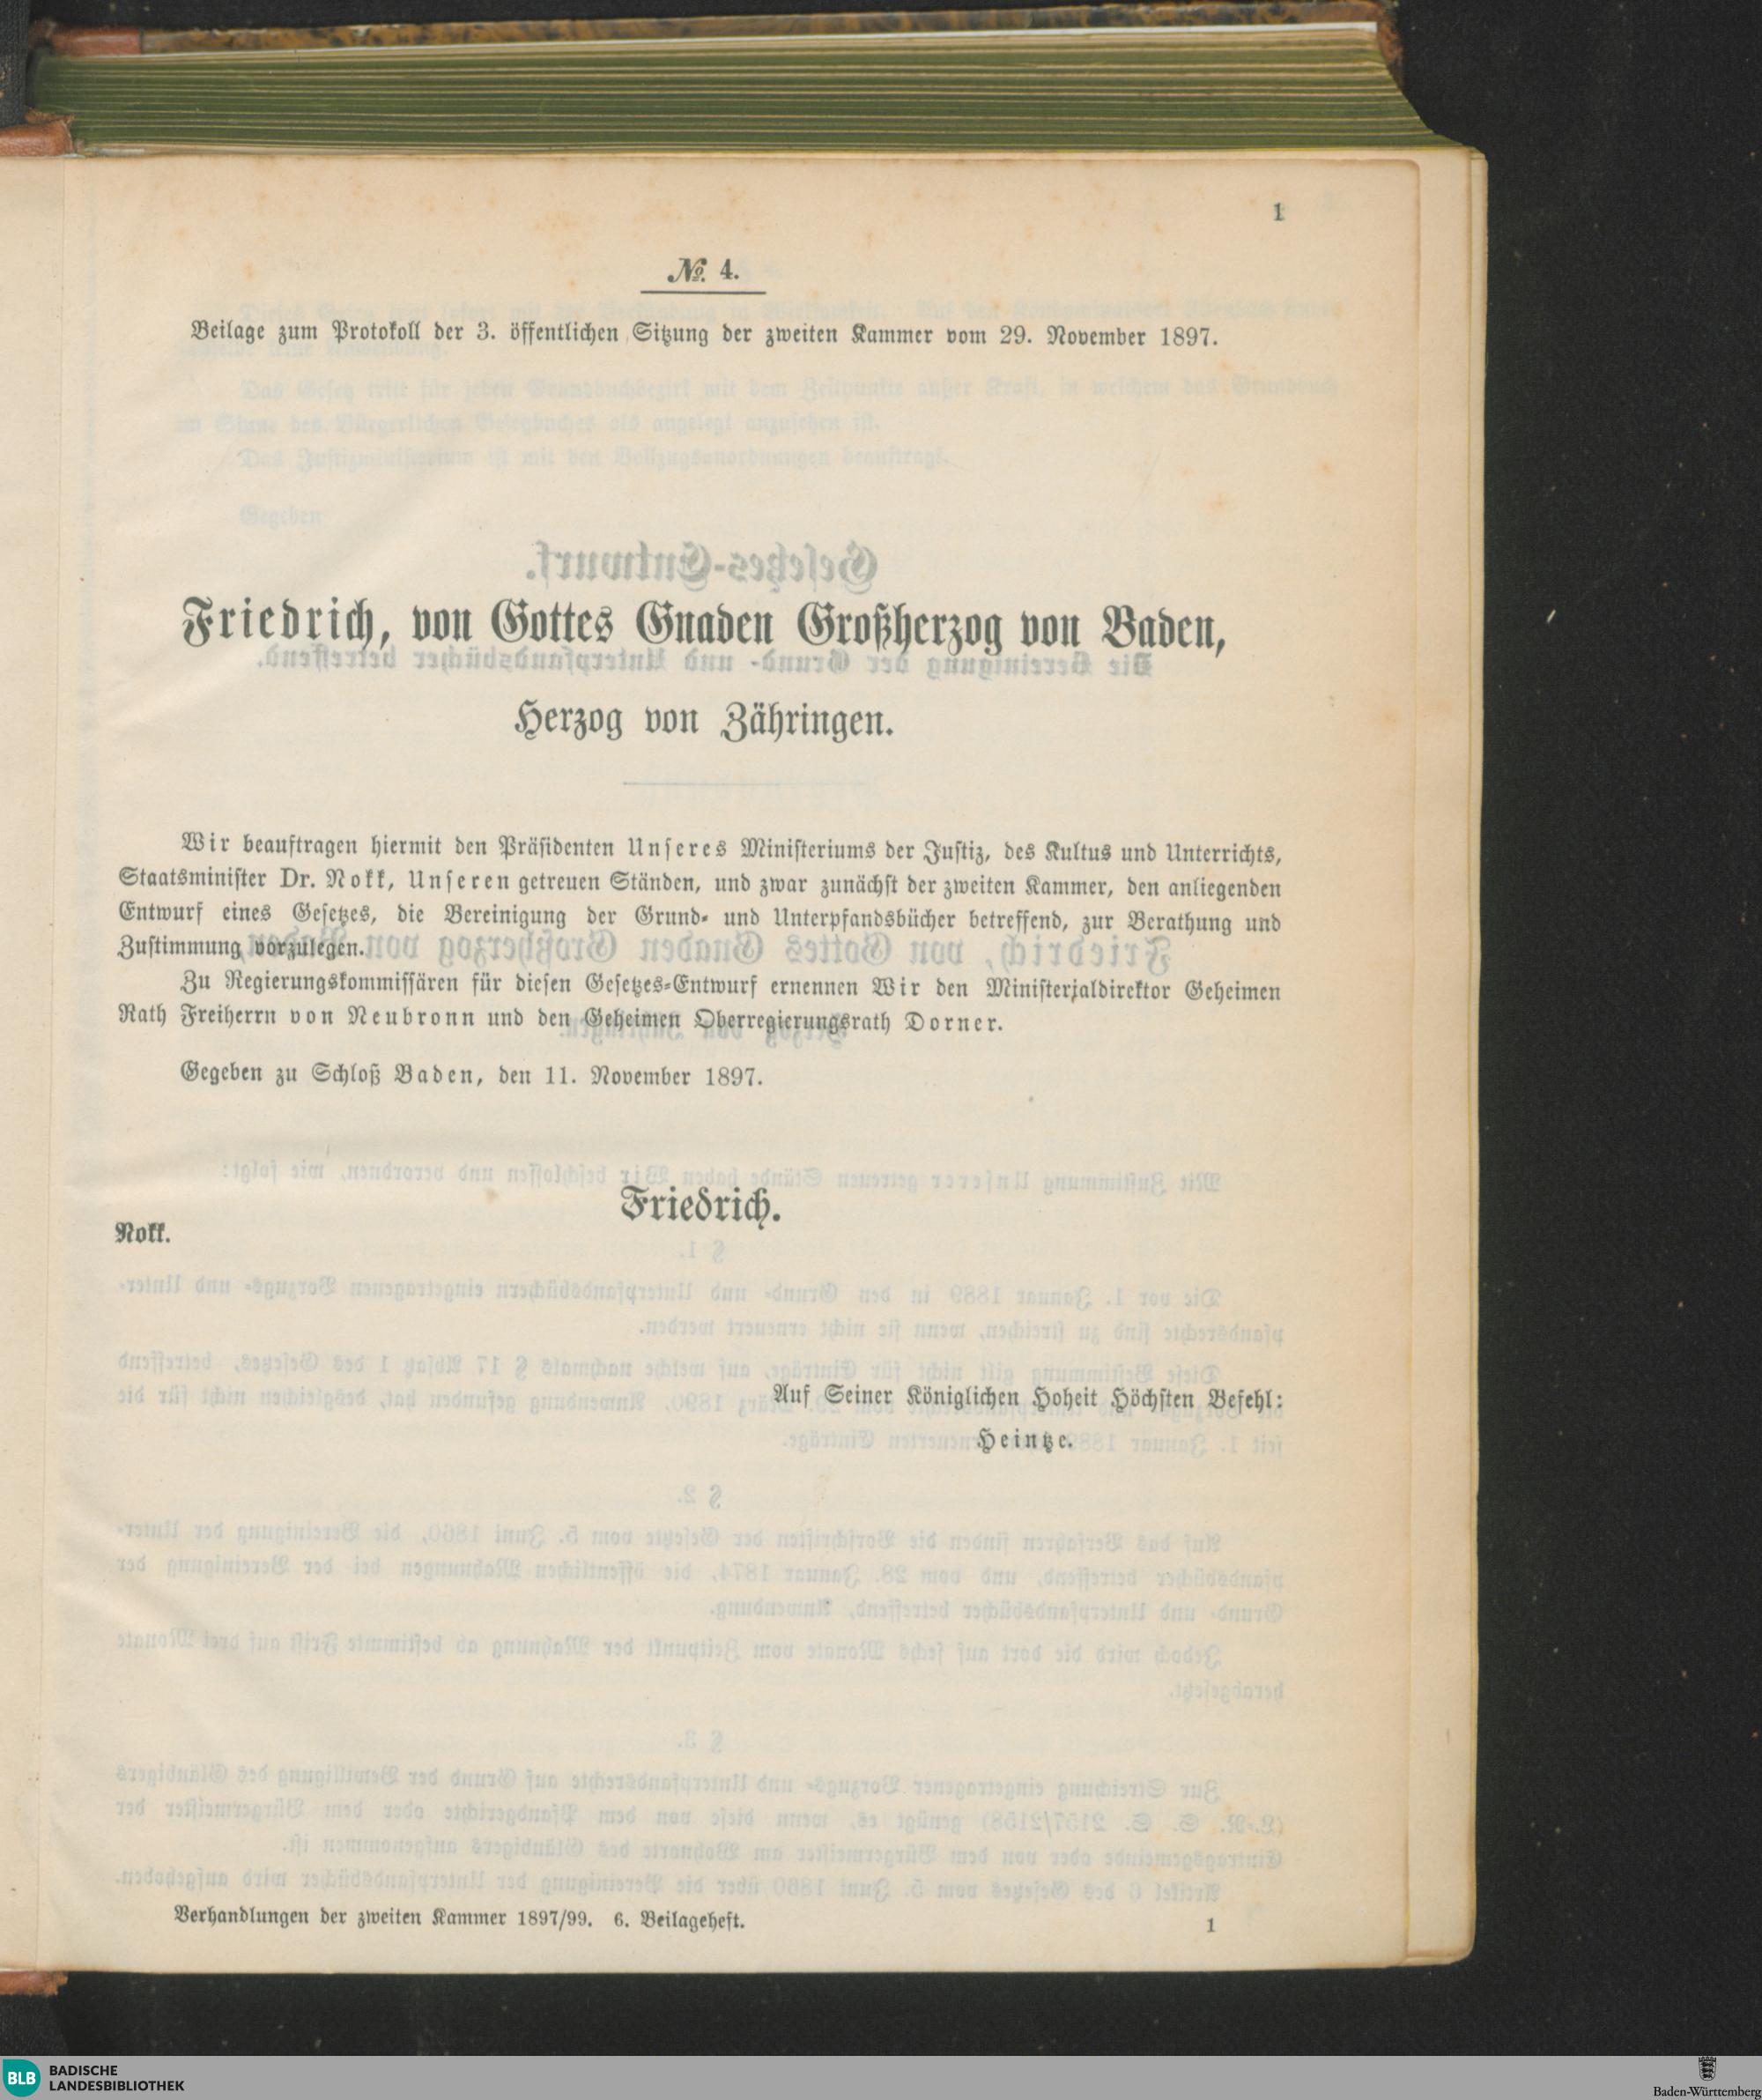 1
№ 4.
Beilage zum Protokoll der 3. öffentlichen Sitzung der zweiten Kammer vom 29. November 1897.
Friedrich, von Gottes Gnaden Großherzog von Baden,
Herzog von Zähringen.
Wir beauftragen hiermit den Präsidenten Unseres Ministeriums der Justiz, des Kultus und Unterrichts,
Staatsminister Dr. Nokk, Unseren getreuen Ständen, und zwar zunächst der zweiten Kammer, den anliegenden
Entwurf eines Gesetzes, die Bereinigung der Grund- und Unterpfandsbücher betreffend, zur Berathung und
Zustimmung vorzulegen.
Zu Regierungskommissären für diesen Gesetzes-Entwurf ernennen Wir den Ministerialdirektor Geheimen
Rath Freiherrn von Neubronn und den Geheimen Oberregierungsrath Dorner.
Gegeben zu Schloß Baden, den 11. November 1897.
Friedrich.
Nokk.
Auf Seiner Königlichen Hoheit Höchsten Befehl:
Heintze.
Verhandlungen der zweiten Kammer 1897/99. 6. Beilageheft.
1
BLB BADISCHE
LANDESBIBLIOTHEK
Baden-Württemberg